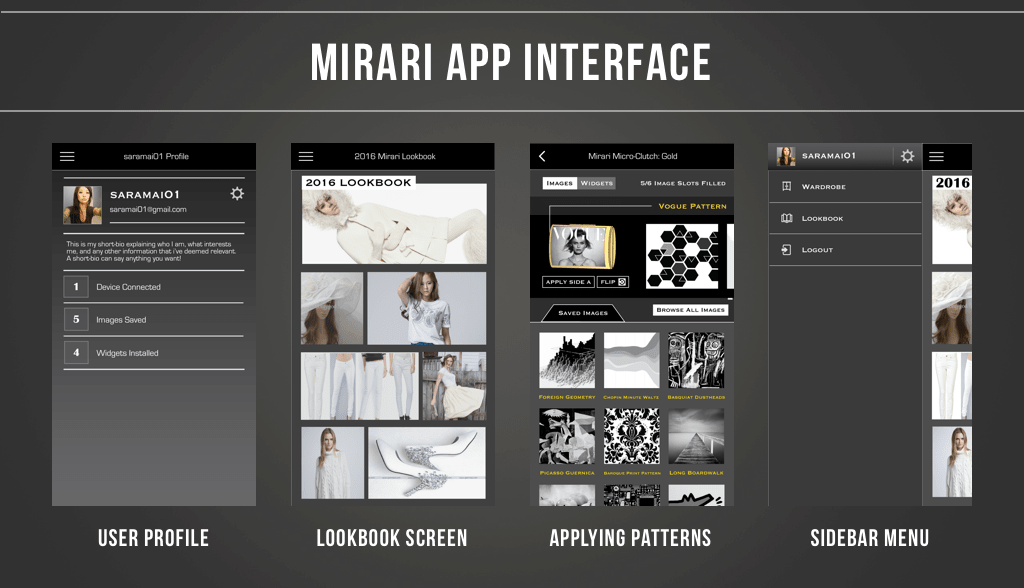 MIRARI APP INTERFACE
saramai01 Profile
SARAMAI01
saramai01@gmail.com
This is my short-bio explaining who I am, what interests
me, and any other information that i've deemed relevant.
A short-bio can say anything you want!
1 Device Connected
5 Images Saved
4 Widgets Installed
USER PROFILE
2016 Mirari Lookbook
2016 LOOKBOOK
LOOKBOOK SCREEN
Mirari Micro-Clutch: Gold
IMAGES WIDGETS 5/6 IMAGE SLOTS FILLED
VOGUE PATTERN
VOGUE
APPLY SIDE A FLIP
SAVED IMAGES BROWSE ALL IMAGES
FOREIGN GEOMETRY CHOPIN MINUTE WALTZ BASQUIAT DUSTHEADS
PICASSO GUERNICA BAROQUE PRINT PATTERN LONG BOARDWALK
APPLYING PATTERNS
SARAMAI01
WARDROBE
LOOKBOOK
LOGOUT
2016
SIDEBAR MENU